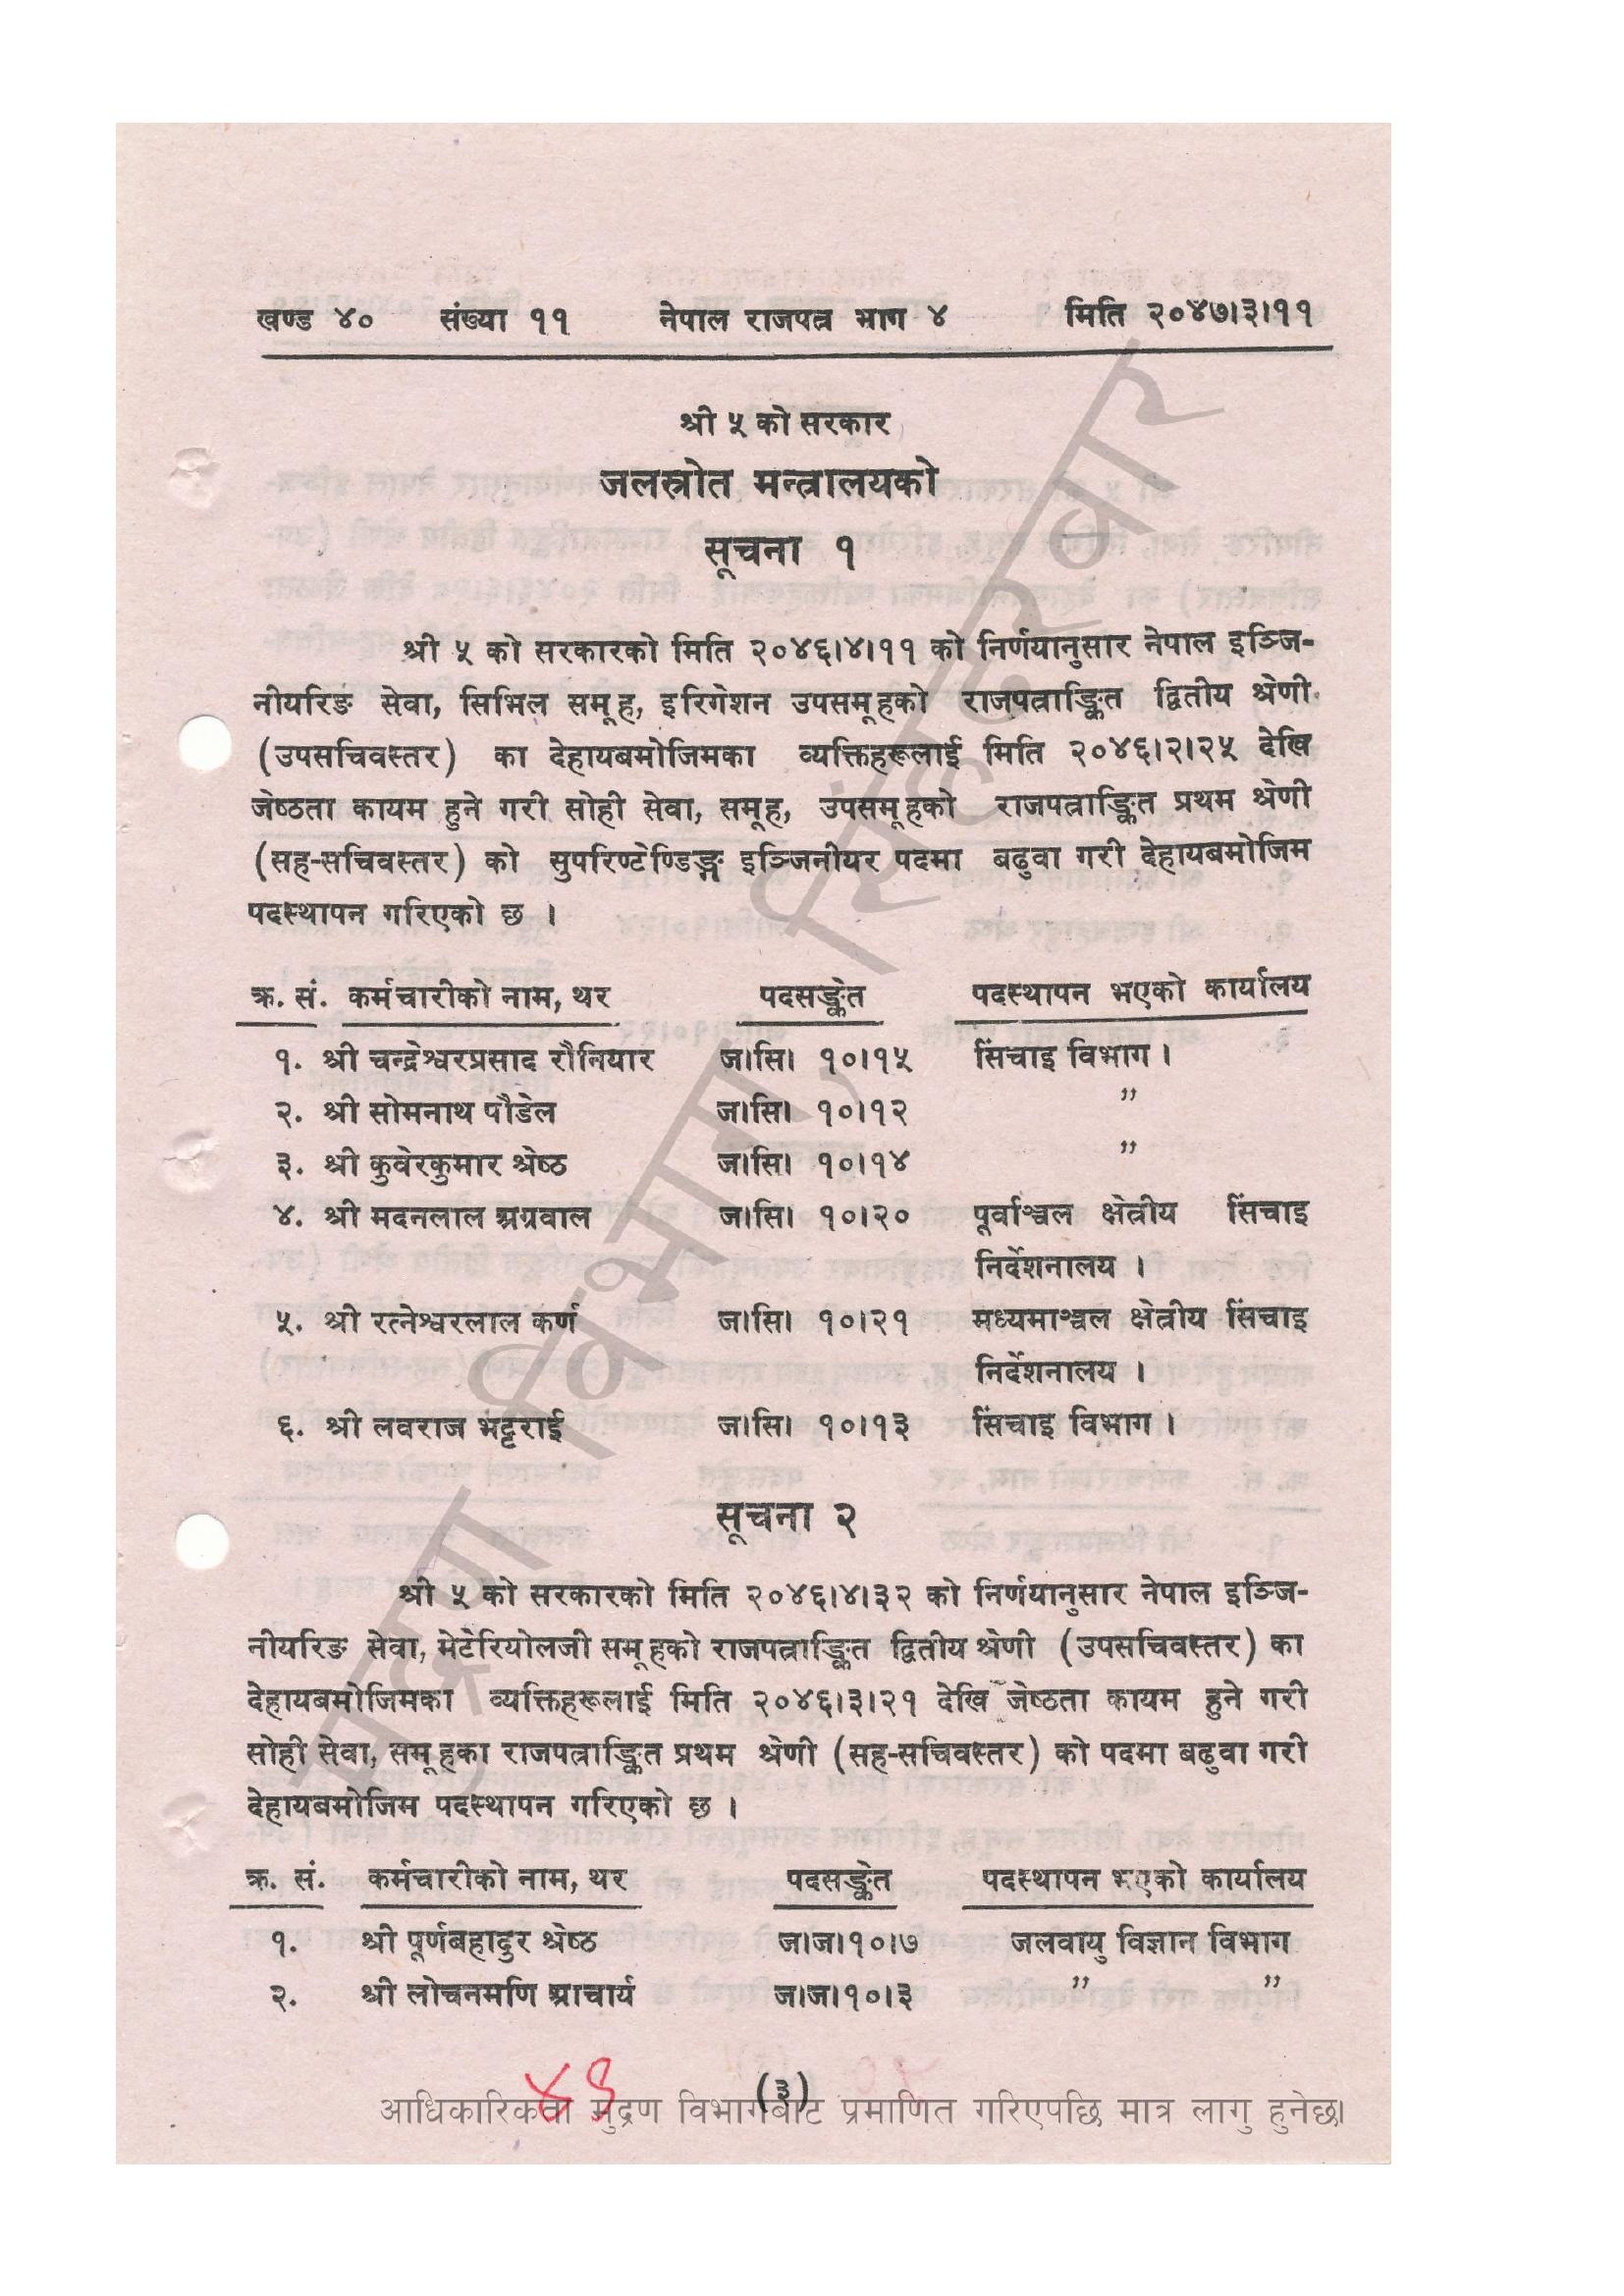 खण्ड ४० संख्या ११ नेपाल राजपत्र भाग ४ मिति २०४७।३।११
श्री ५ को सरकार
जलस्रोत मन्त्रालयको
सूचना १
श्री ५ को सरकारको मिति २०४६।४।११ को निर्णयानुसार नेपाल इञ्जि-
नीयरिङ सेवा, सिभिल समूह, इरिगेशन उपसमूहको राजपत्राङ्कित द्वितीय श्रेणी
(उपसचिवस्तर) का देहायबमोजिमका व्यक्तिहरूलाई मिति २०४६।२।२५ देखि
जेष्ठता कायम हुने गरी सोही सेवा, समूह, उपसमूहको राजपत्राङ्कित प्रथम श्रेणी
(सह-सचिवस्तर) को सुपरिण्टेण्डिङ्ग इञ्जिनीयर पदमा बढुवा गरी देहायबमोजिम
पदस्थापन गरिएको छ ।
क्र. सं. कर्मचारीको नाम, थर पदसङ्केत पदस्थापन भएको कार्यालय
१. श्री चन्द्रेश्वरप्रसाद रौनियार ज।सि। १०।१५ सिंचाइ विभाग ।
२. श्री सोमनाथ पौडेल ज।सि। १०।१२ ”
३. श्री कुवेरकुमार श्रेष्ठ ज।सि। १०।१४ ”
४. श्री मदनलाल अग्रवाल ज।सि। १०।२० पूर्वाञ्चल क्षेत्रीय सिंचाइ
निर्देशनालय ।
५. श्री रत्नेश्वरलाल कर्ण ज।सि। १०।२१ मध्यमाञ्चल क्षेत्रीय सिंचाइ
निर्देशनालय ।
६. श्री लवराज भट्टराई ज।सि। १०।१३ सिंचाइ विभाग ।
सूचना २
श्री ५ को सरकारको मिति २०४६।४।३२ को निर्णयानुसार नेपाल इञ्जि-
नीयरिङ सेवा, मेटेरियोलजी समूहको राजपत्राङ्कित द्वितीय श्रेणी (उपसचिवस्तर) का
देहायबमोजिमका व्यक्तिहरूलाई मिति २०४६।३।२१ देखि जेष्ठता कायम हुने गरी
सोही सेवा, समूहका राजपत्राङ्कित प्रथम श्रेणी (सह-सचिवस्तर) को पदमा बढुवा गरी
देहायबमोजिम पदस्थापन गरिएको छ ।
क्र. सं. कर्मचारीको नाम, थर पदसङ्केत पदस्थापन भएको कार्यालय
१. श्री पूर्णबहादुर श्रेष्ठ ज।ज।१०।७ जलवायु विज्ञान विभाग
२. श्री लोचनमणि आचार्य ज।ज।१०।३ ” ”
(३)
आधिकारिकता मुद्रण विभागबाट प्रमाणित गरिएपछि मात्र लागु हुनेछ।
मुद्रण विभाग, सिंहदरबार